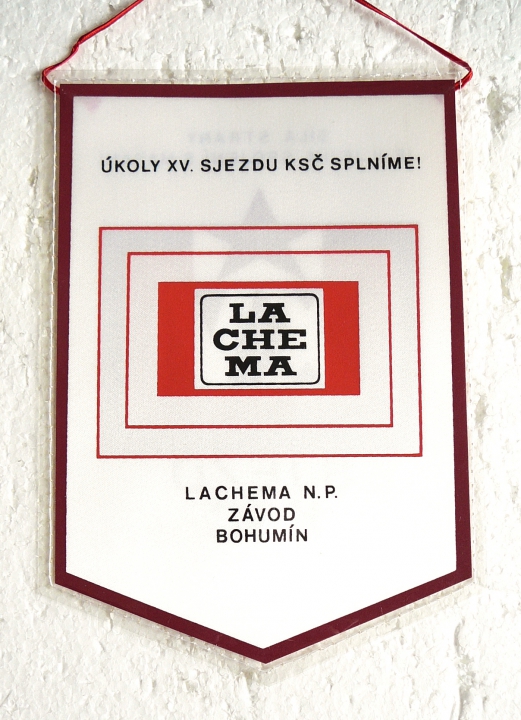 ÚKOLY XV. SJEZDU KSČ SPLNÍME!
LA
CHE
MA
LACHEMA N.P.
ZÁVOD
BOHUMÍN